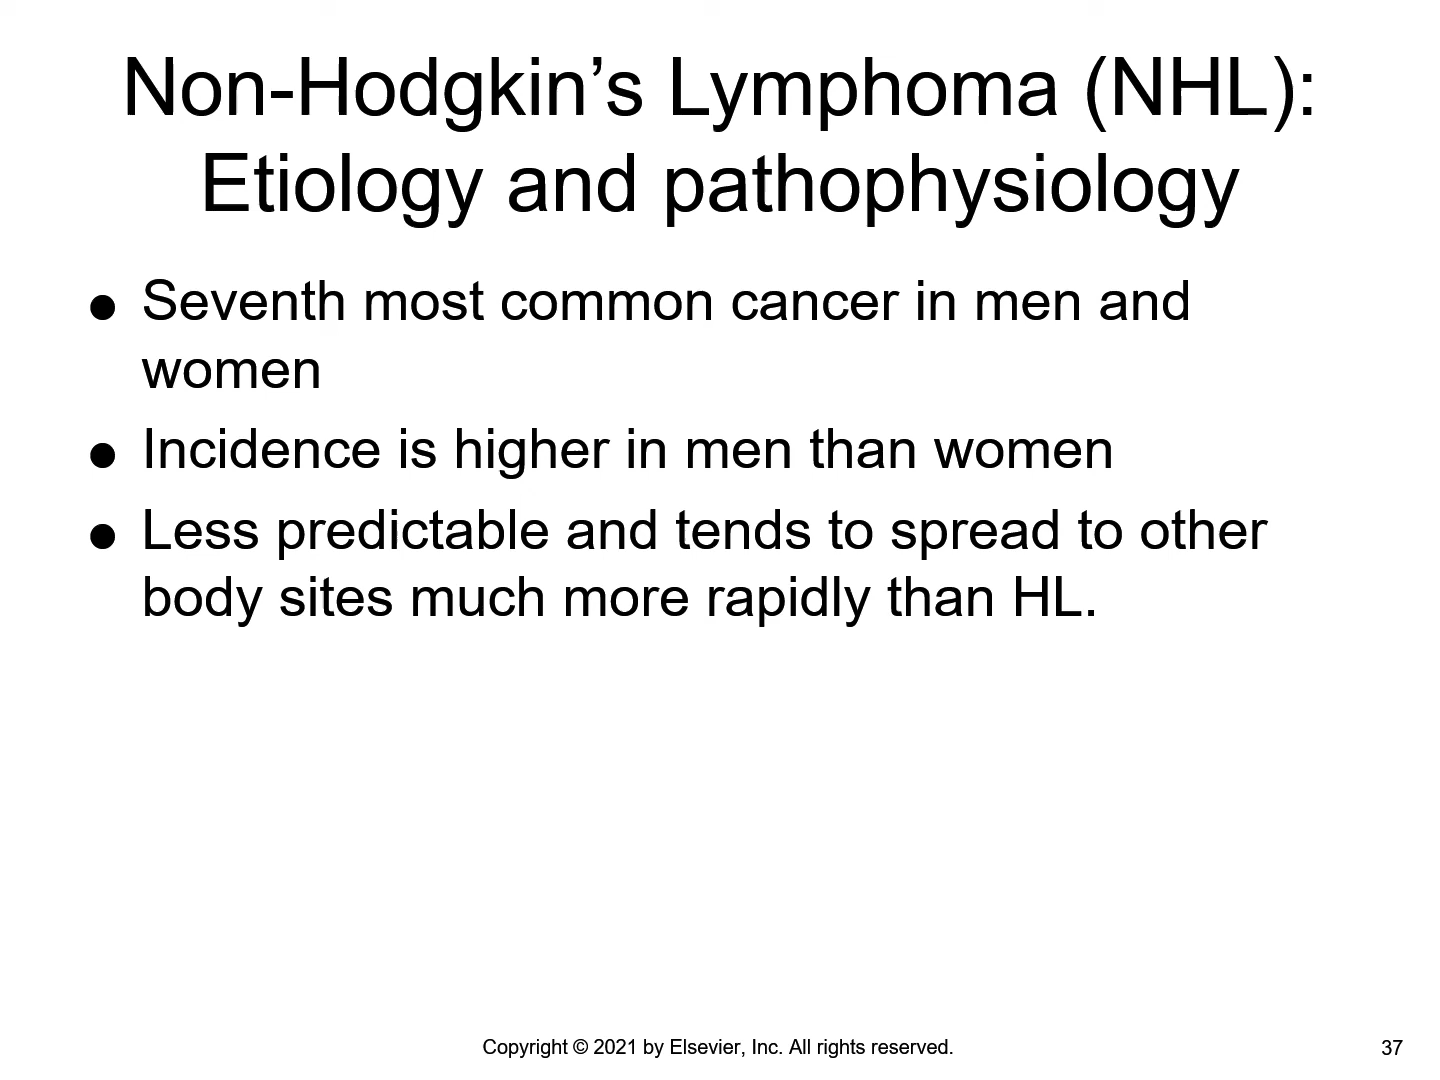 Non-Hodgkin’s Lymphoma (NHL):
Etiology and pathophysiology
● Seventh most common cancer in men and
women
● Incidence is higher in men than women
● Less predictable and tends to spread to other
body sites much more rapidly than HL.
Copyright © 2021 by Elsevier, Inc. All rights reserved.
37